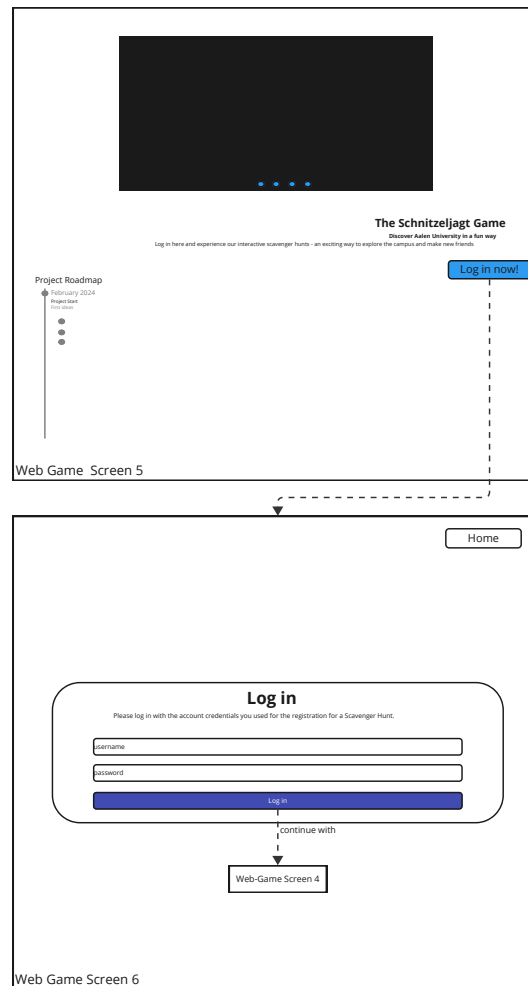 The Schnitzeljagt Game
Discover Aalen University in a fun way
Log in here and experience our interactive scavenger hunts - an exciting way to explore the campus and make new friends
Log in now!
Project Roadmap
February 2024
Project Start
First ideas
Web Game Screen 5
Home
Log in
Please log in with the account credentials you used for the registration for a Scavenger Hunt.
username
password
Log in
continue with
Web-Game Screen 4
Web Game Screen 6